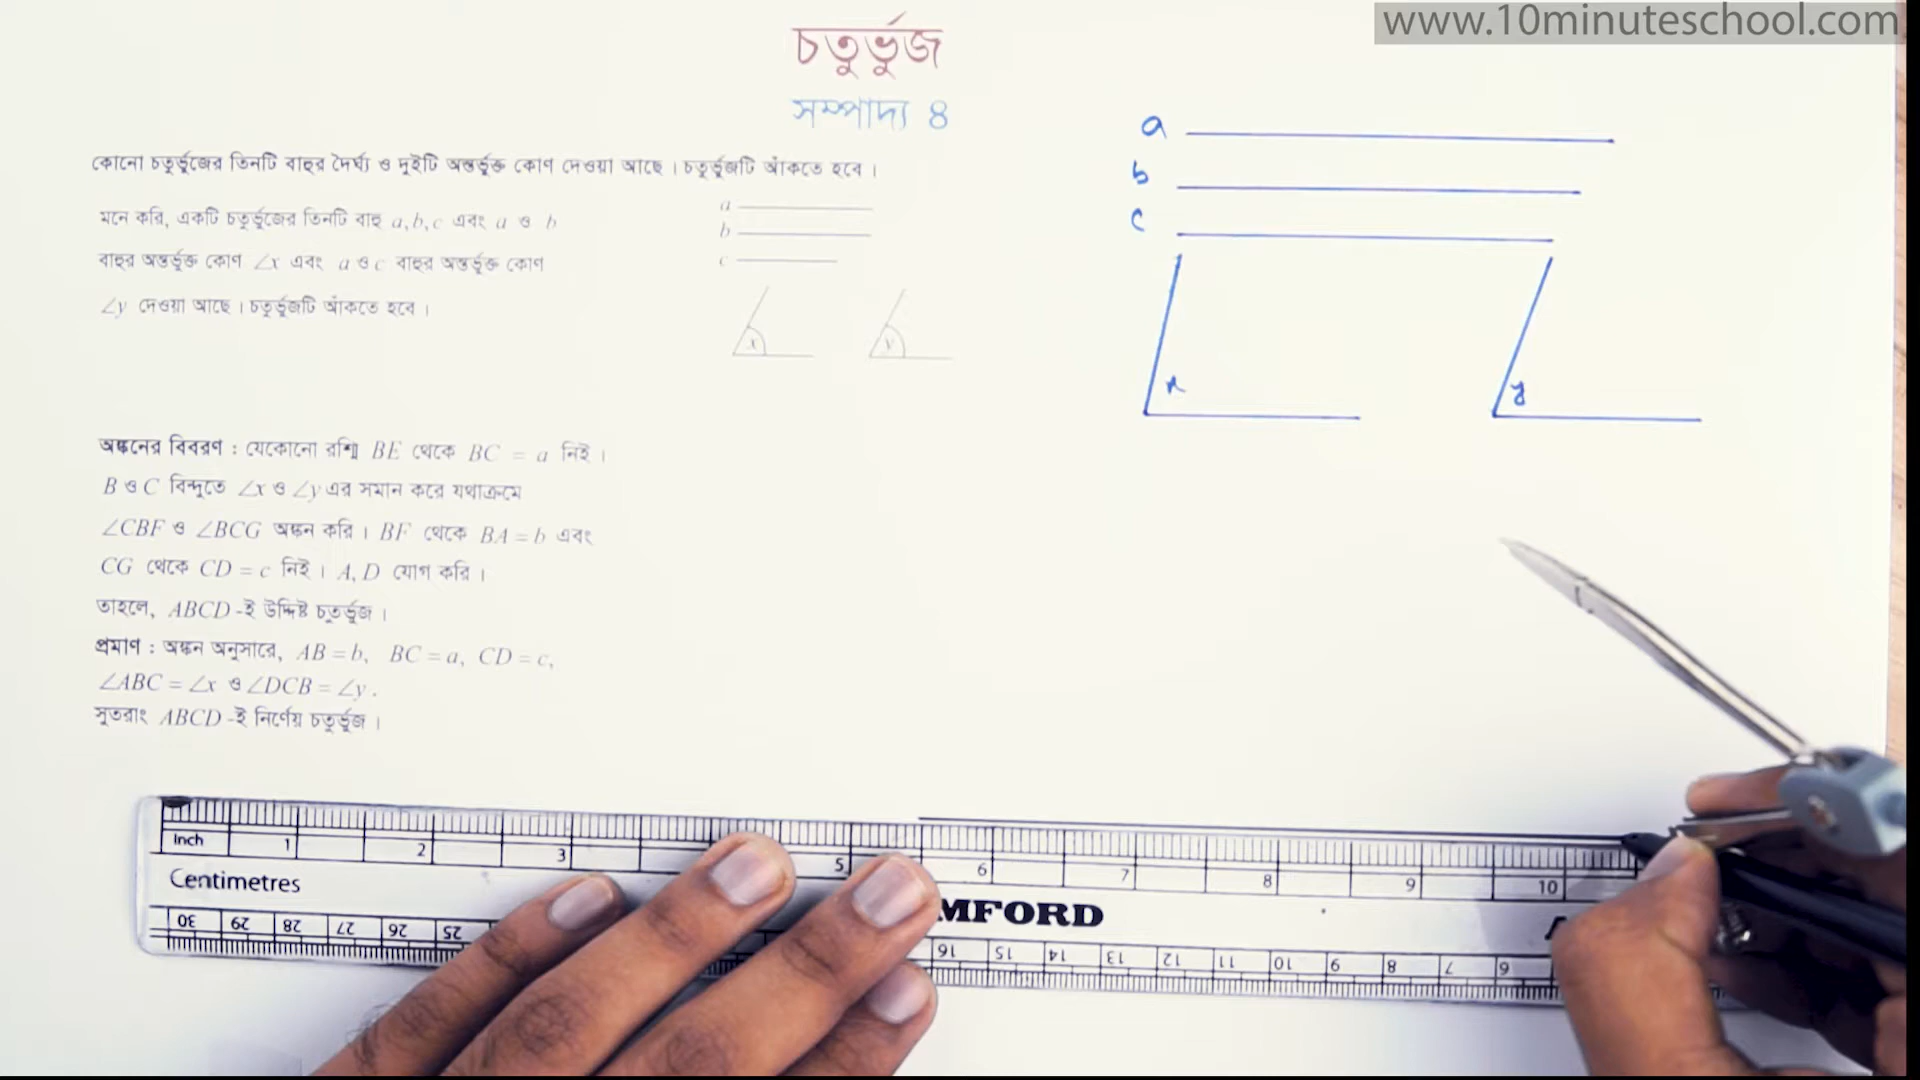 www.10minuteschool.com
চতুর্ভুজ
সম্পাদ্য ৪
কোনো চতুর্ভুজের তিনটি বাহুর দৈর্ঘ্য ও দুইটি অন্তর্ভুক্ত কোণ দেওয়া আছে। চতুর্ভুজটি আঁকতে হবে।
মনে করি, একটি চতুর্ভুজের তিনটি বাহু a, b, c এবং a ও b
বাহুর অন্তর্ভুক্ত কোণ ∠x এবং a ও c বাহুর অন্তর্ভুক্ত কোণ
∠y দেওয়া আছে। চতুর্ভুজটি আঁকতে হবে।
a
b
c
x y
a
b
c
x y
অঙ্কনের বিবরণ : যেকোনো রশ্মি BE থেকে BC = a নিই।
B ও C বিন্দুতে ∠x ও ∠y এর সমান করে যথাক্রমে
∠CBF ও ∠BCG অঙ্কন করি। BF থেকে BA = b এবং
CG থেকে CD = c নিই। A, D যোগ করি।
তাহলে, ABCD -ই উদ্দিষ্ট চতুর্ভুজ।
প্রমাণ : অঙ্কন অনুসারে, AB = b, BC = a, CD = c,
∠ABC = ∠x ও ∠DCB = ∠y.
সুতরাং ABCD -ই নির্ণেয় চতুর্ভুজ।
Inch 1 2 3 5 6 7 8 9 10
Centimetres
MFORD
30 29 28 27 26 25 16 15 14 13 12 11 10 9 8 7 6